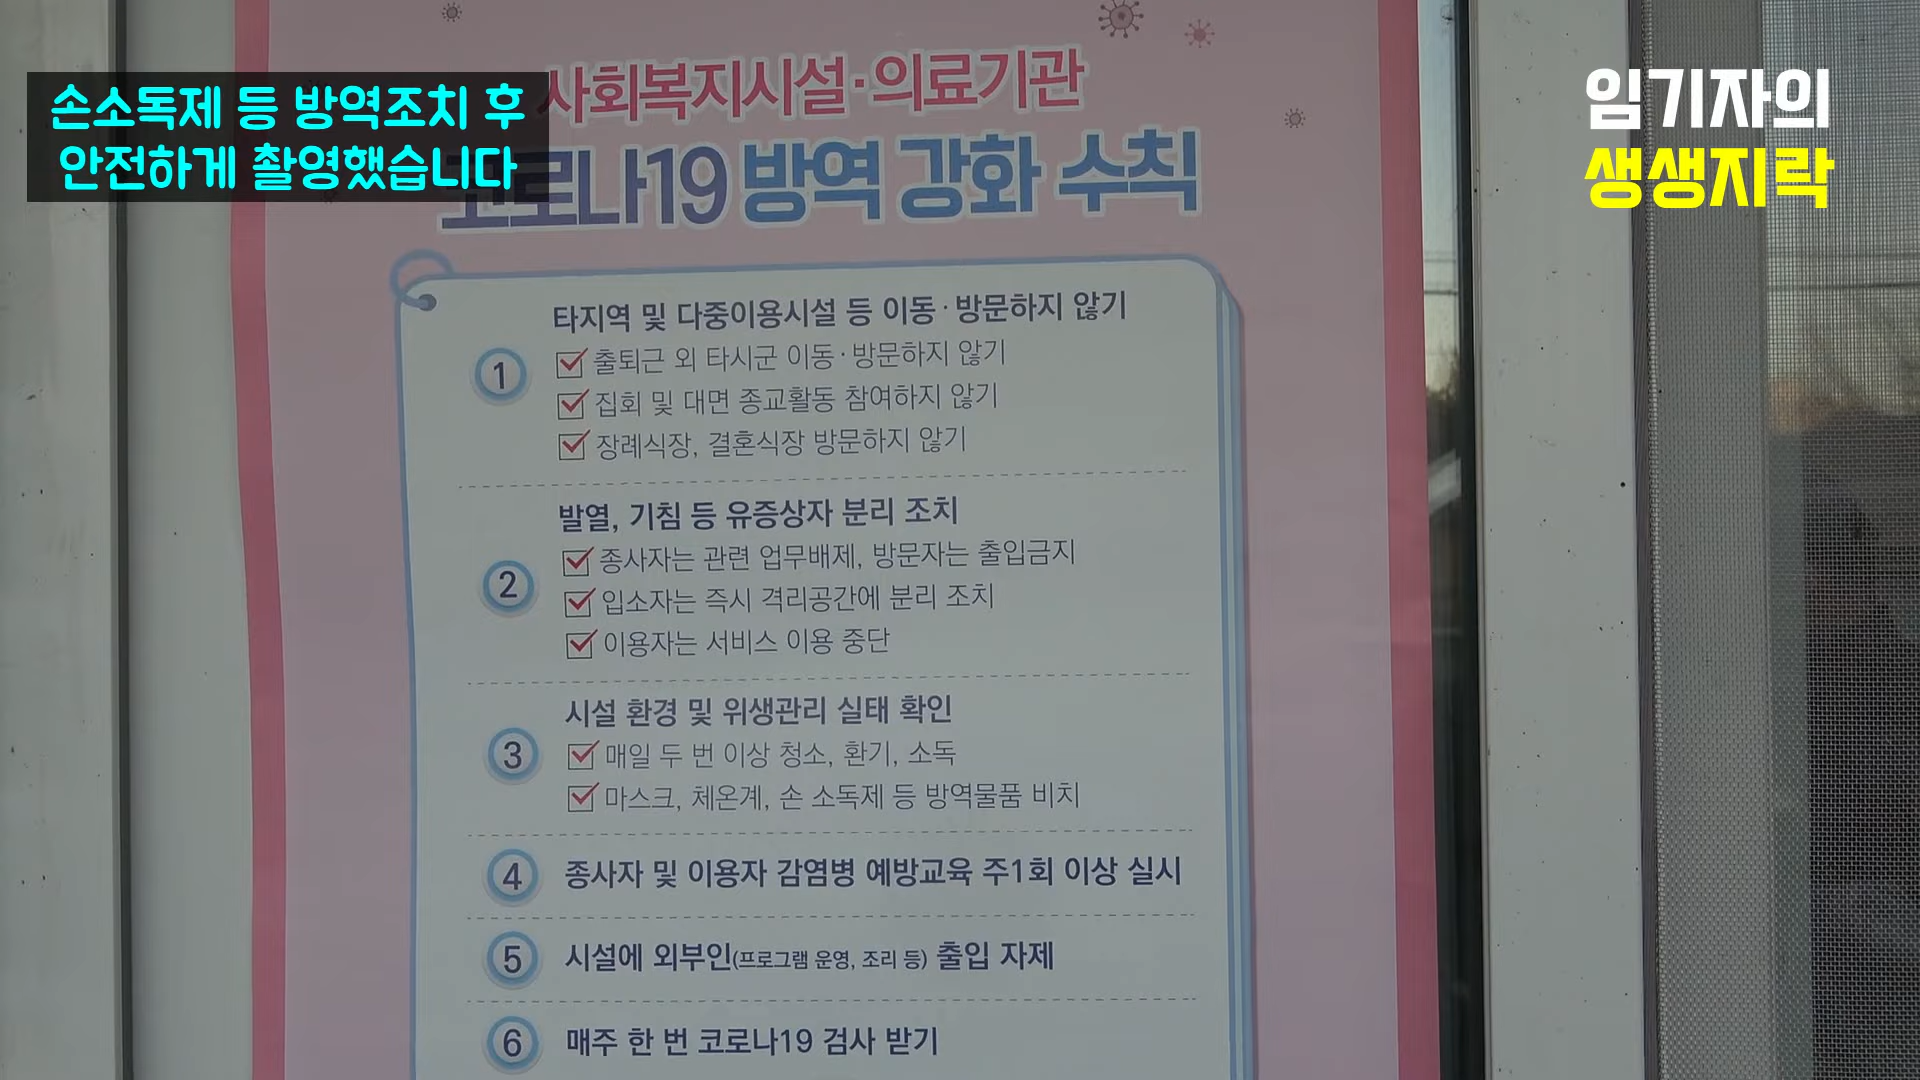 손소독제 등 방역조치 후
안전하게 촬영했습니다
임기자의
생생지락
사회복지시설·의료기관
코로나19 방역 강화 수칙
1
타지역 및 다중이용시설 등 이동·방문하지 않기
출퇴근 외 타시군 이동·방문하지 않기
집회 및 대면 종교활동 참여하지 않기
장례식장, 결혼식장 방문하지 않기
2
발열, 기침 등 유증상자 분리 조치
종사자는 관련 업무배제, 방문자는 출입금지
입소자는 즉시 격리공간에 분리 조치
이용자는 서비스 이용 중단
3
시설 환경 및 위생관리 실태 확인
매일 두 번 이상 청소, 환기, 소독
마스크, 체온계, 손 소독제 등 방역물품 비치
4 종사자 및 이용자 감염병 예방교육 주1회 이상 실시
5 시설에 외부인(프로그램 운영, 조리 등) 출입 자제
6 매주 한 번 코로나19 검사 받기